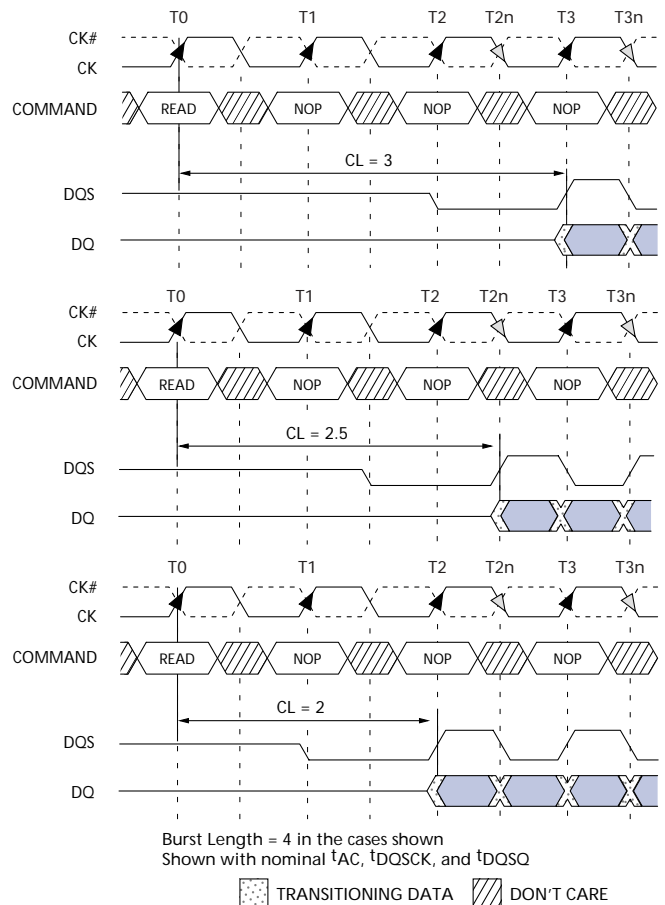 T0 T1 T2 T2n T3 T3n
CK#
CK
COMMAND READ NOP NOP NOP
CL = 3
DQS
DQ
T0 T1 T2 T2n T3 T3n
CK#
CK
COMMAND READ NOP NOP NOP
CL = 2.5
DQS
DQ
T0 T1 T2 T2n T3 T3n
CK#
CK
COMMAND READ NOP NOP NOP
CL = 2
DQS
DQ
Burst Length = 4 in the cases shown
Shown with nominal tAC, tDQSCK, and tDQSQ
TRANSITIONING DATA DON'T CARE